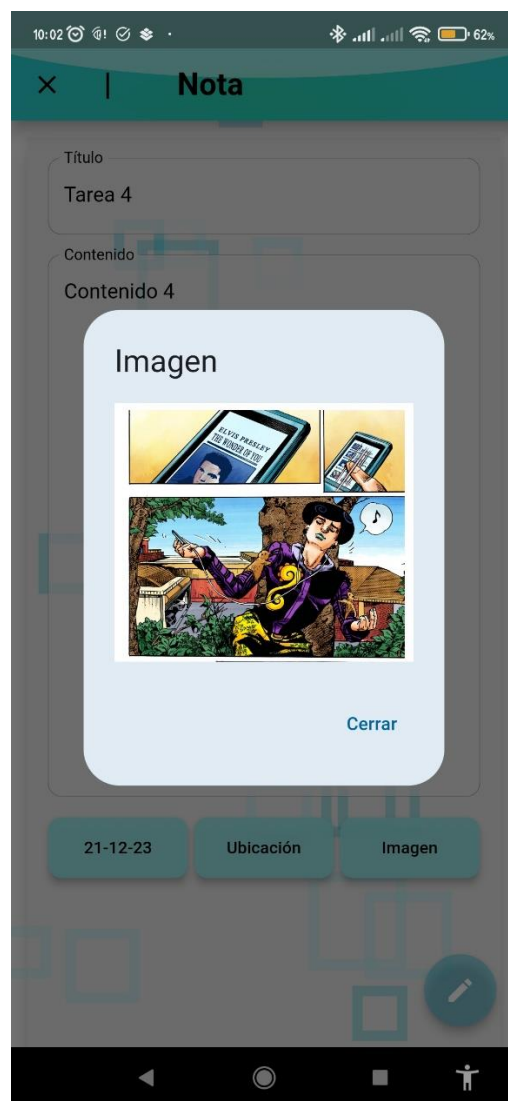 10:02
62%
Nota
Título
Tarea 4
Contenido
Contenido 4
Imagen
ELVIS PRESLEY
THE WONDER OF YOU
Cerrar
21-12-23
Ubicación
Imagen